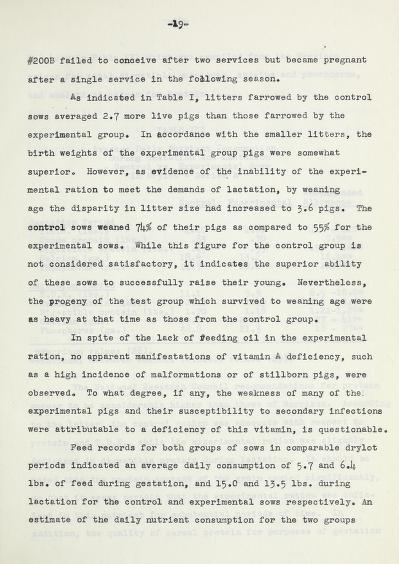 -19-
#200B failed to conceive after two services but became pregnant
after a single service in the following season.
As indicated in Table I, litters farrowed by the control
sows averaged 2.7 more live pigs than those farrowed by the
experimental group. In accordance with the smaller litters, the
birth weights of the experimental group pigs were somewhat
superior. However, as evidence of the inability of the experi-
mental ration to meet the demands of lactation, by weaning
age the disparity in litter size had increased to 3.6 pigs. The
control sows weaned 74% of their pigs as compared to 55% for the
experimental sows. While this figure for the control group is
not considered satisfactory, it indicates the superior ability
of these sows to successfully raise their young. Nevertheless,
the progeny of the test group which survived to weaning age were
as heavy at that time as those from the control group.
In spite of the lack of feeding oil in the experimental
ration, no apparent manifestations of vitamin A deficiency, such
as a high incidence of malformations or of stillborn pigs, were
observed. To what degree, if any, the weakness of many of the
experimental pigs and their susceptibility to secondary infections
were attributable to a deficiency of this vitamin, is questionable.
Feed records for both groups of sows in comparable drylot
periods indicated an average daily consumption of 5.7 and 6.4
lbs. of feed during gestation, and 15.0 and 13.5 lbs. during
lactation for the control and experimental sows respectively. An
estimate of the daily nutrient consumption for the two groups